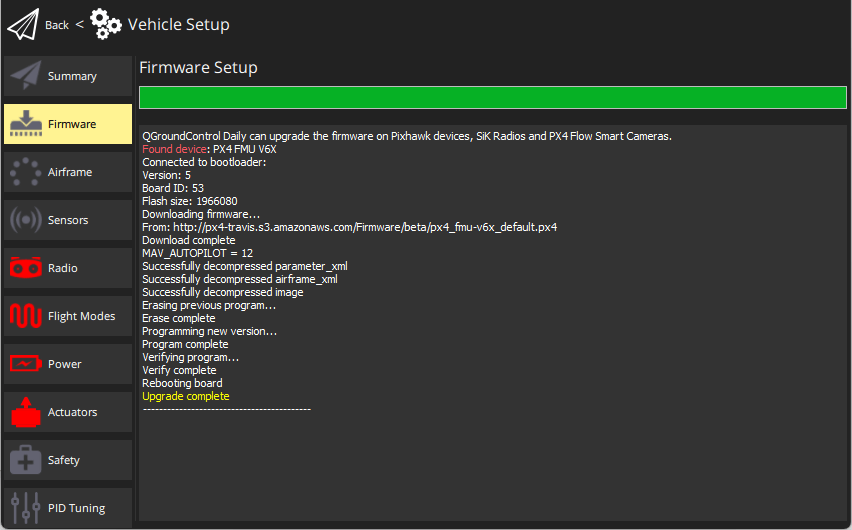 Back < Vehicle Setup
Summary
Firmware
Airframe
Sensors
Radio
Flight Modes
Power
Actuators
Safety
PID Tuning
Firmware Setup
QGroundControl Daily can upgrade the firmware on Pixhawk devices, SiK Radios and PX4 Flow Smart Cameras.
Found device: PX4 FMU V6X
Connected to bootloader:
Version: 5
Board ID: 53
Flash size: 1966080
Downloading firmware...
From: http://px4-travis.s3.amazonaws.com/Firmware/beta/px4_fmu-v6x_default.px4
Download complete
MAV_AUTOPILOT = 12
Successfully decompressed parameter_xml
Successfully decompressed airframe_xml
Successfully decompressed image
Erasing previous program...
Erase complete
Programming new version...
Program complete
Verifying program...
Verify complete
Rebooting board
Upgrade complete
------------------------------------------